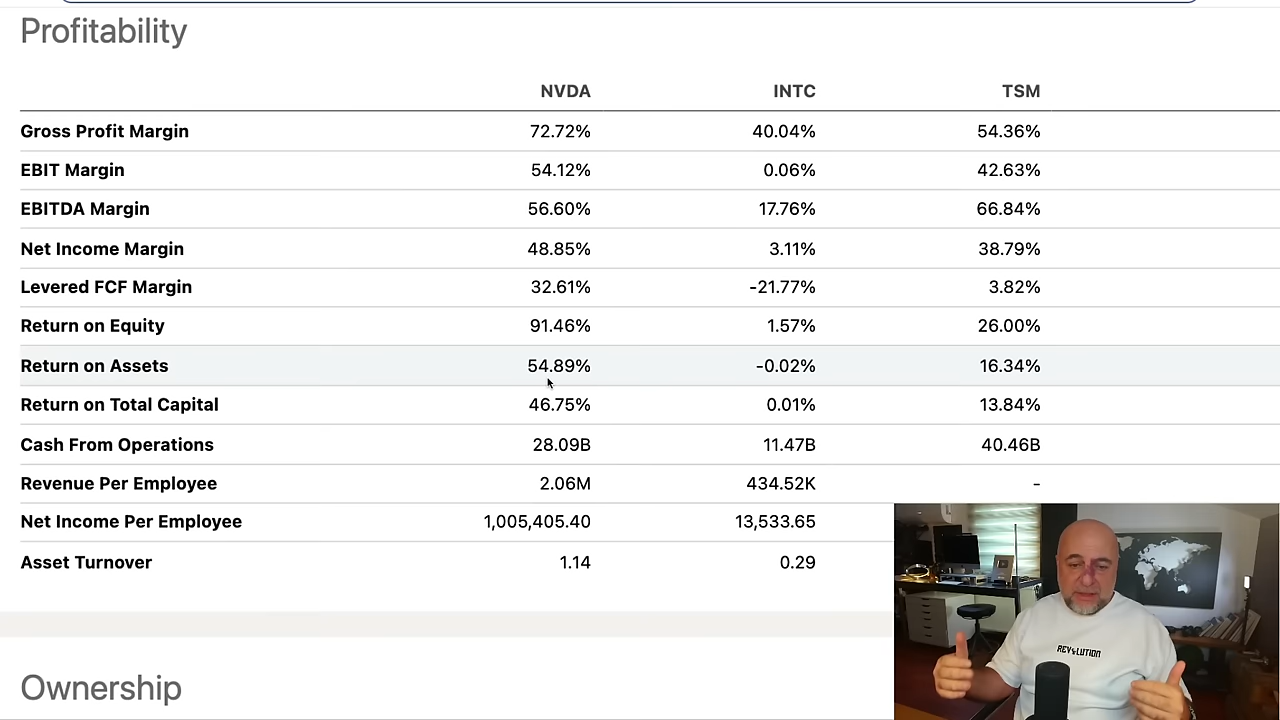 Profitability
NVDA INTC TSM
Gross Profit Margin 72.72% 40.04% 54.36%
EBIT Margin 54.12% 0.06% 42.63%
EBITDA Margin 56.60% 17.76% 66.84%
Net Income Margin 48.85% 3.11% 38.79%
Levered FCF Margin 32.61% -21.77% 3.82%
Return on Equity 91.46% 1.57% 26.00%
Return on Assets 54.89% -0.02% 16.34%
Return on Total Capital 46.75% 0.01% 13.84%
Cash From Operations 28.09B 11.47B 40.46B
Revenue Per Employee 2.06M 434.52K -
Net Income Per Employee 1,005,405.40 13,533.65
Asset Turnover 1.14 0.29
REVOLUTION
Ownership